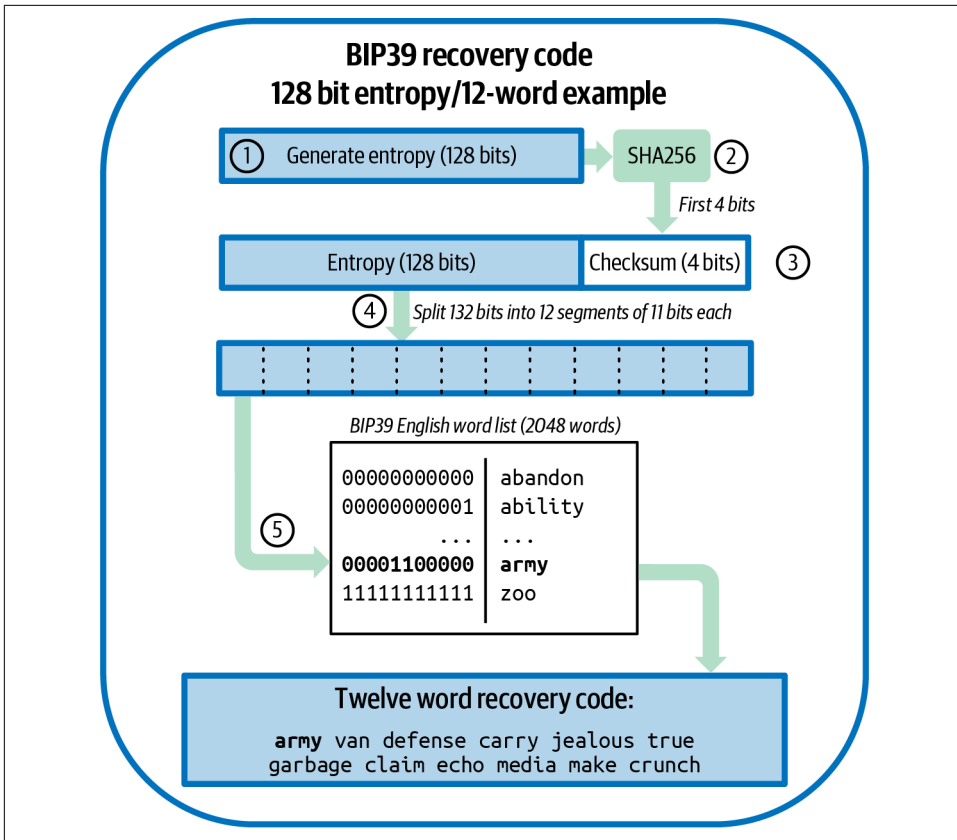 BIP39 recovery code
128 bit entropy/12-word example
1 Generate entropy (128 bits) SHA256 2
First 4 bits
Entropy (128 bits) Checksum (4 bits) 3
4 Split 132 bits into 12 segments of 11 bits each
BIP39 English word list (2048 words)
00000000000 abandon
00000000001 ability
... ...
5
00001100000 army
11111111111 zoo
Twelve word recovery code:
army van defense carry jealous true
garbage claim echo media make crunch